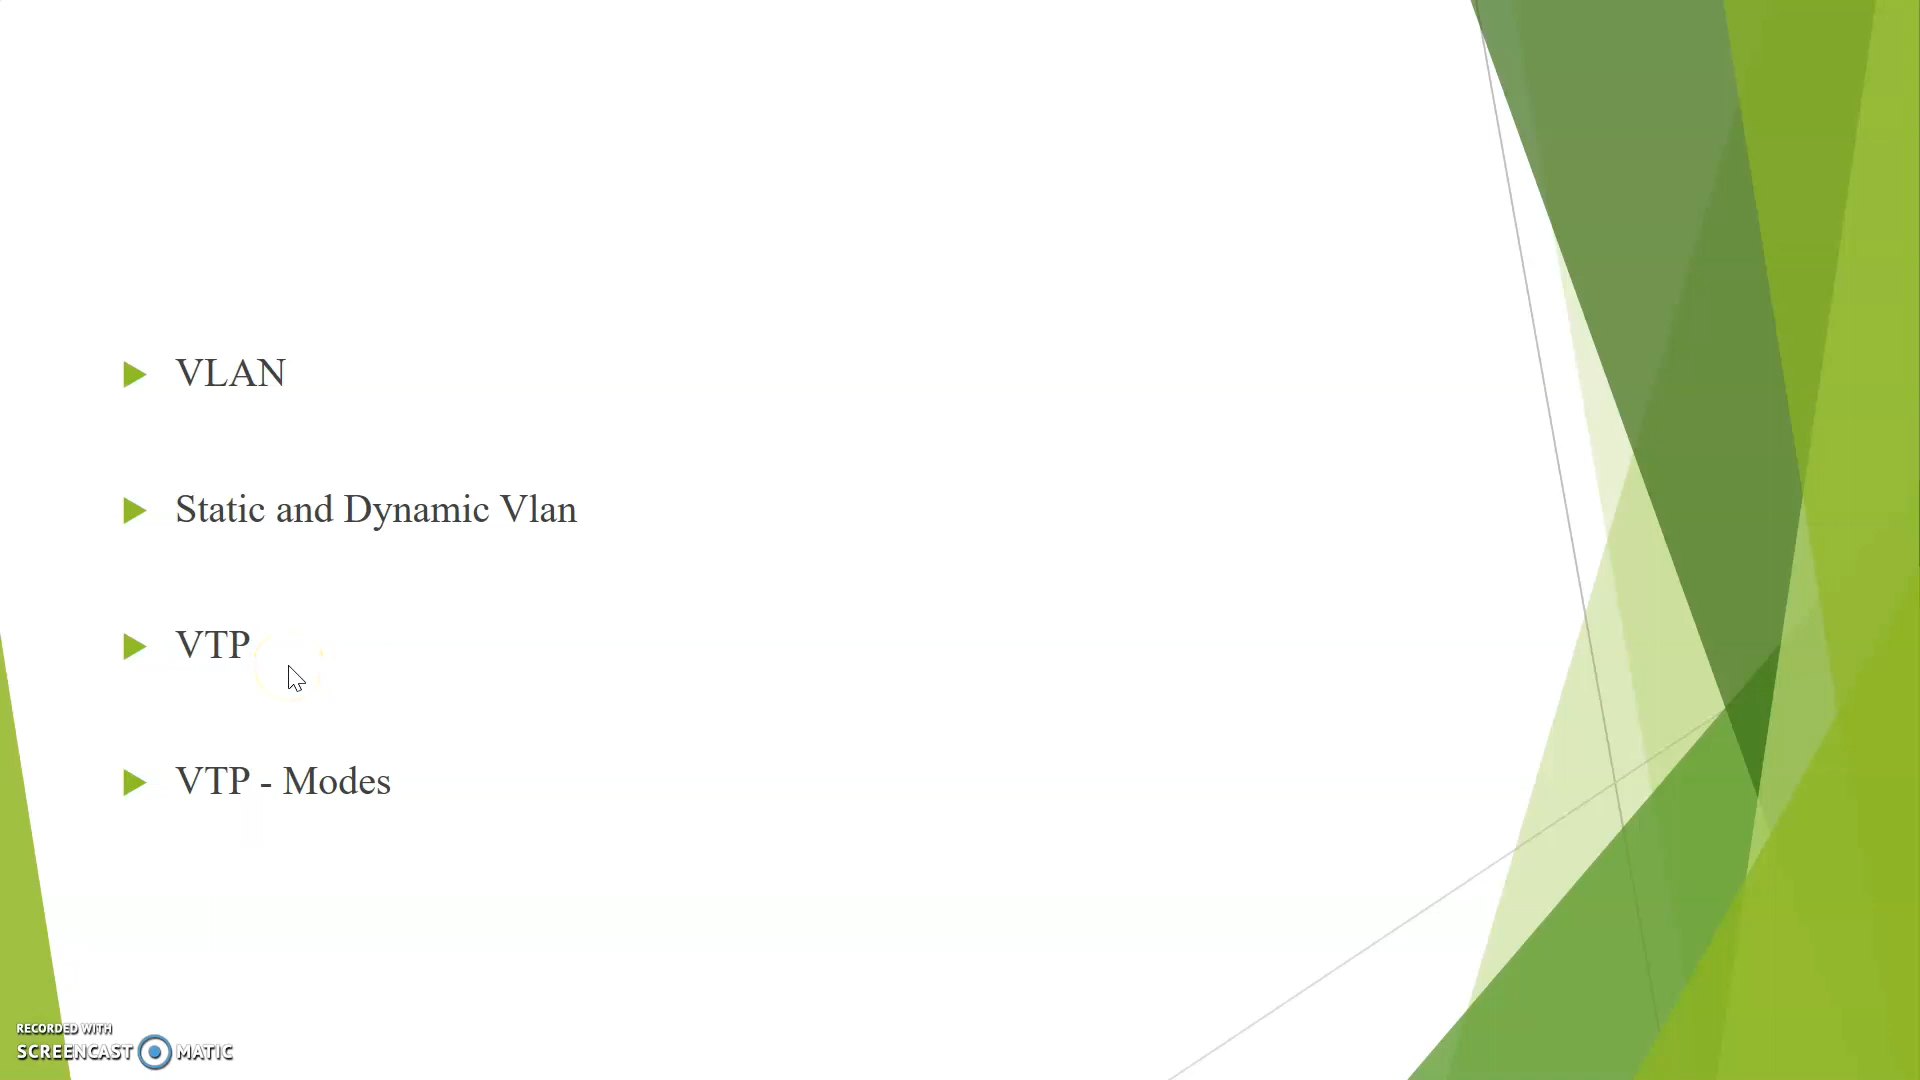 VLAN
Static and Dynamic Vlan
VTP
VTP - Modes
RECORDED WITH
SCREENCAST MATIC